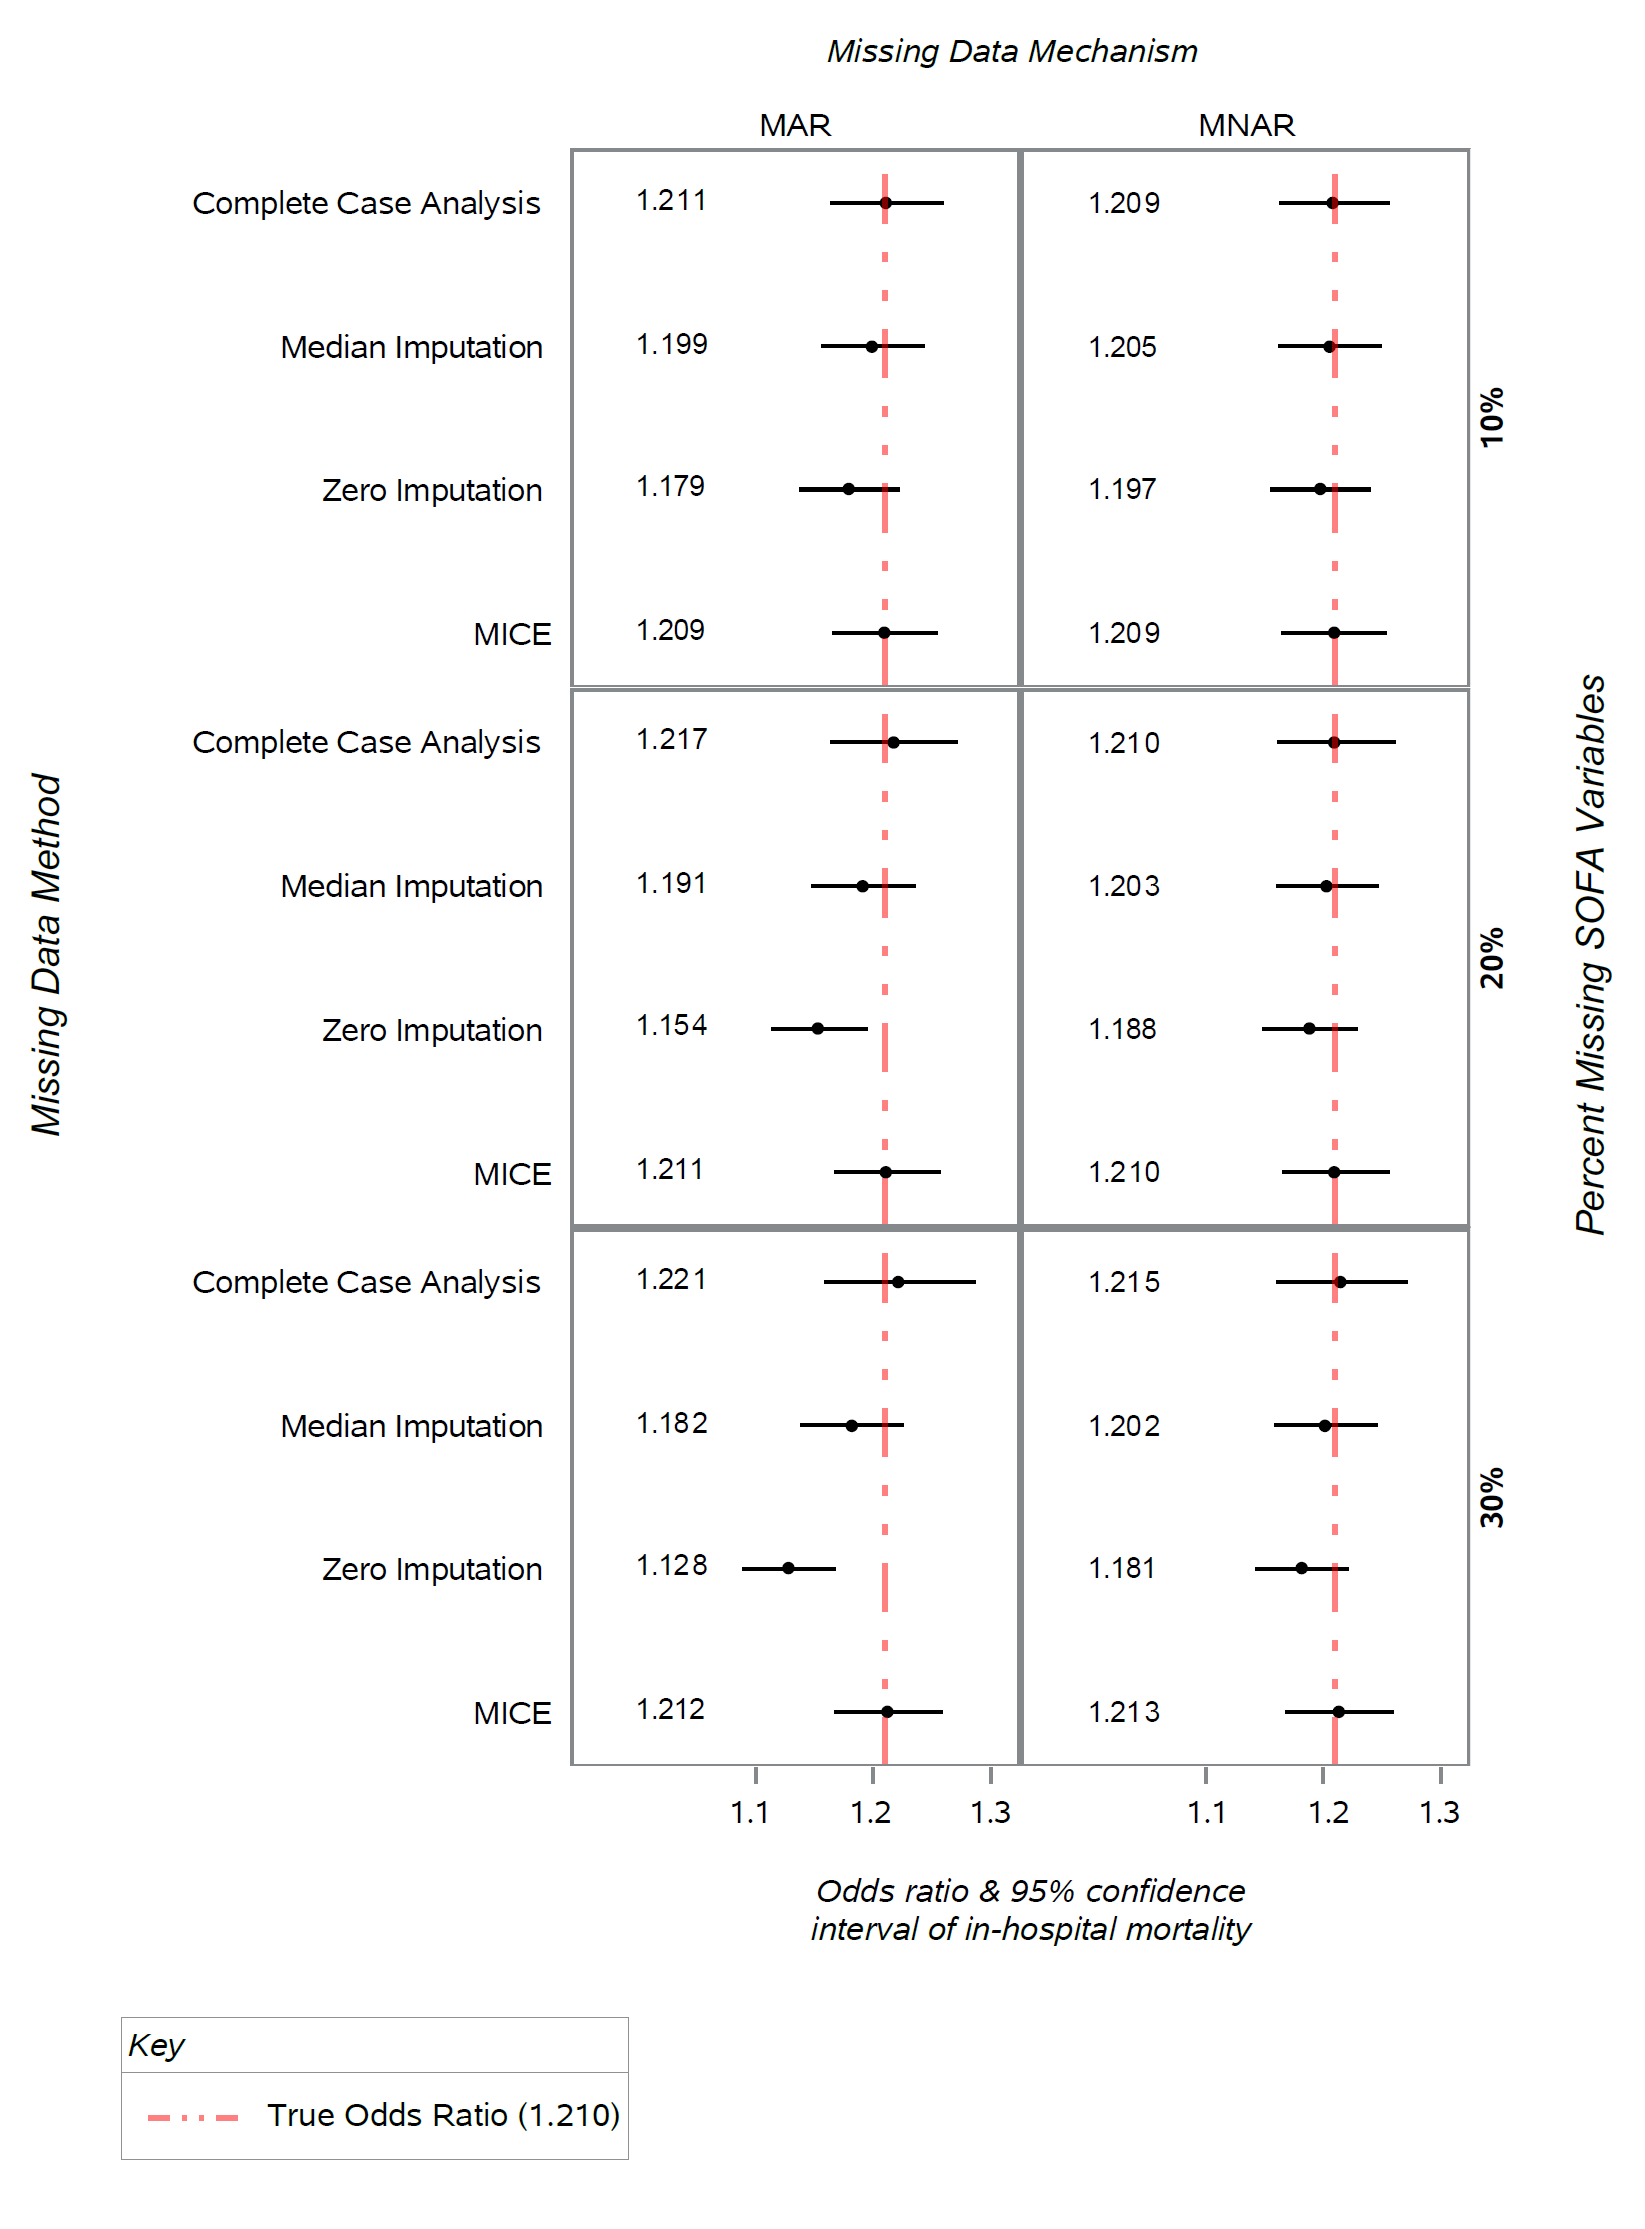 Missing Data Mechanism
MAR MNAR
Complete Case Analysis 1.211 1.209
Median Imputation 1.199 1.205
Zero Imputation 1.179 1.197
MICE 1.209 1.209
10%
Complete Case Analysis 1.217 1.210
Median Imputation 1.191 1.203
Zero Imputation 1.154 1.188
MICE 1.211 1.210
20%
Complete Case Analysis 1.221 1.215
Median Imputation 1.182 1.202
Zero Imputation 1.128 1.181
MICE 1.212 1.213
30%
Missing Data Method
Percent Missing SOFA Variables
1.1 1.2 1.3 1.1 1.2 1.3
Odds ratio & 95% confidence
interval of in-hospital mortality
Key
True Odds Ratio (1.210)